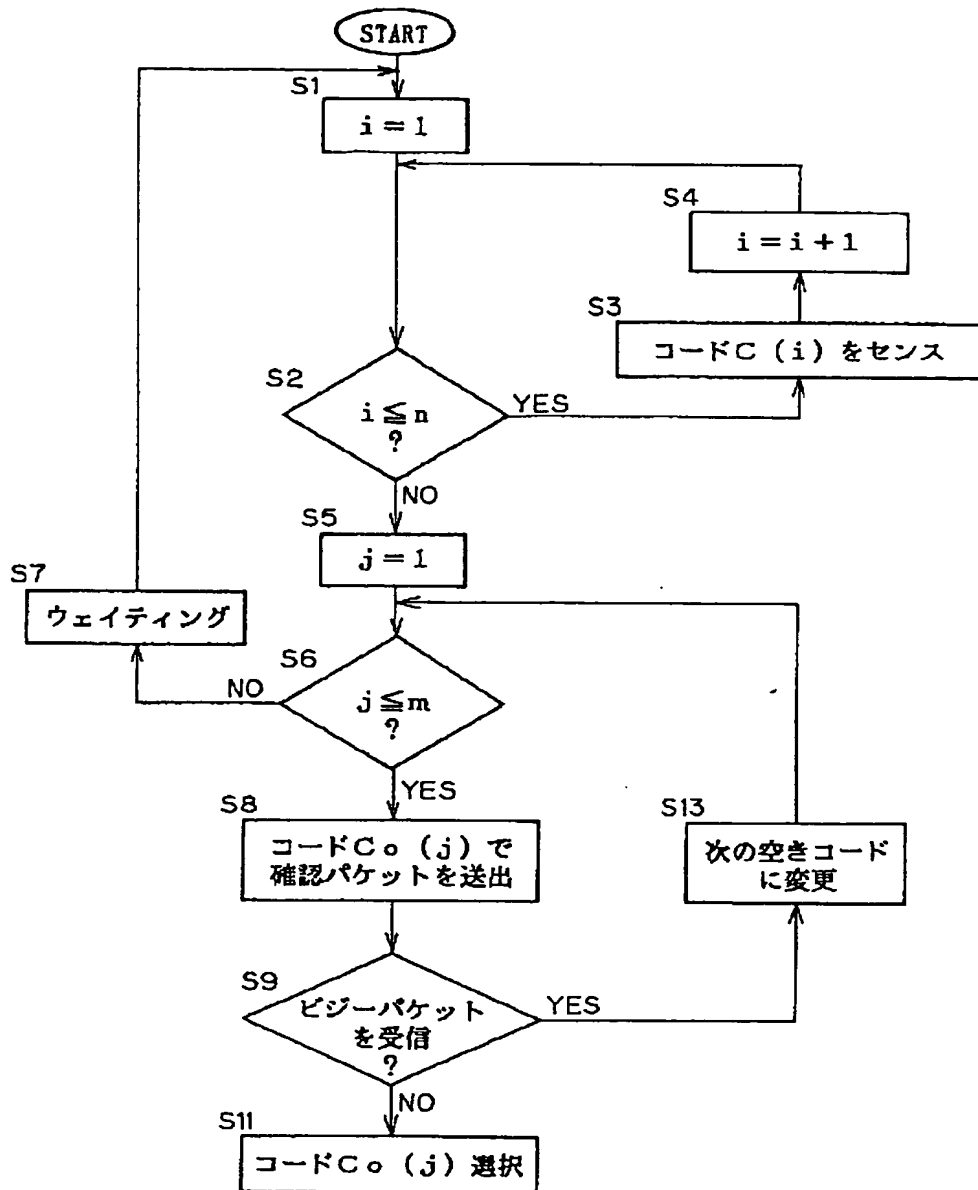 START
S1
i=1
S4
i=i+1
S3
コードC(i)をセンス
S2
i≦n
?
YES
NO
S5
j=1
S7
ウェイティング
S6
NO
j≦m
?
YES
S8
コードCo(j)で
確認パケットを送出
S13
次の空きコード
に変更
S9
ビジーパケット
を受信
?
YES
NO
S11
コードCo(j)選択